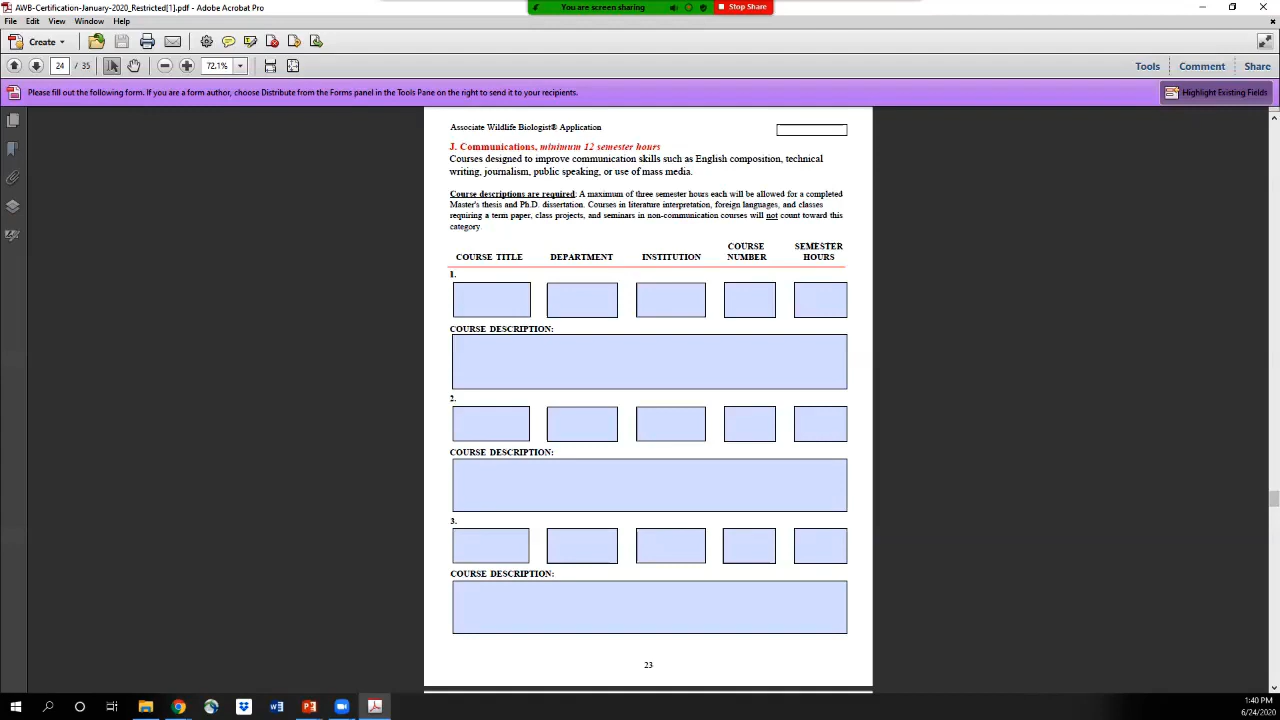 AWB-Certification-January-2020_Restricted[1].pdf - Adobe Acrobat Pro
You are screen sharing
Stop Share
File Edit View Window Help
Create
24 / 35
72.1%
Tools Comment Share
Please fill out the following form. If you are a form author, choose Distribute from the Forms panel in the Tools Pane on the right to send it to your recipients.
Highlight Existing Fields
Associate Wildlife Biologist® Application
J. Communications, minimum 12 semester hours
Courses designed to improve communication skills such as English composition, technical
writing, journalism, public speaking, or use of mass media.
Course descriptions are required: A maximum of three semester hours each will be allowed for a completed
Master's thesis and Ph.D. dissertation. Courses in literature interpretation, foreign languages, and classes
requiring a term paper, class projects, and seminars in non-communication courses will not count toward this
category.
COURSE TITLE DEPARTMENT INSTITUTION COURSE NUMBER SEMESTER HOURS
1.
COURSE DESCRIPTION:
2.
COURSE DESCRIPTION:
3.
COURSE DESCRIPTION:
23
1:40 PM
6/24/2020